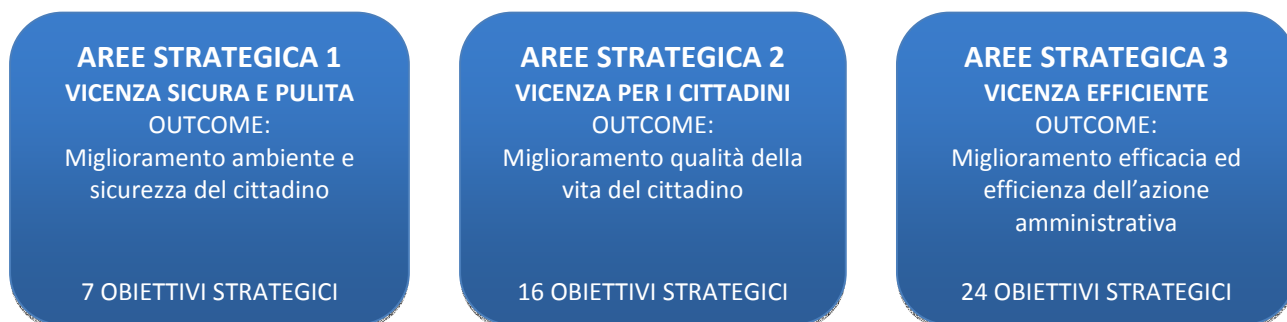 AREE STRATEGICA 1
VICENZA SICURA E PULITA
OUTCOME:
Miglioramento ambiente e
sicurezza del cittadino
7 OBIETTIVI STRATEGICI
AREE STRATEGICA 2
VICENZA PER I CITTADINI
OUTCOME:
Miglioramento qualità della
vita del cittadino
16 OBIETTIVI STRATEGICI
AREE STRATEGICA 3
VICENZA EFFICIENTE
OUTCOME:
Miglioramento efficacia ed
efficienza dell’azione
amministrativa
24 OBIETTIVI STRATEGICI